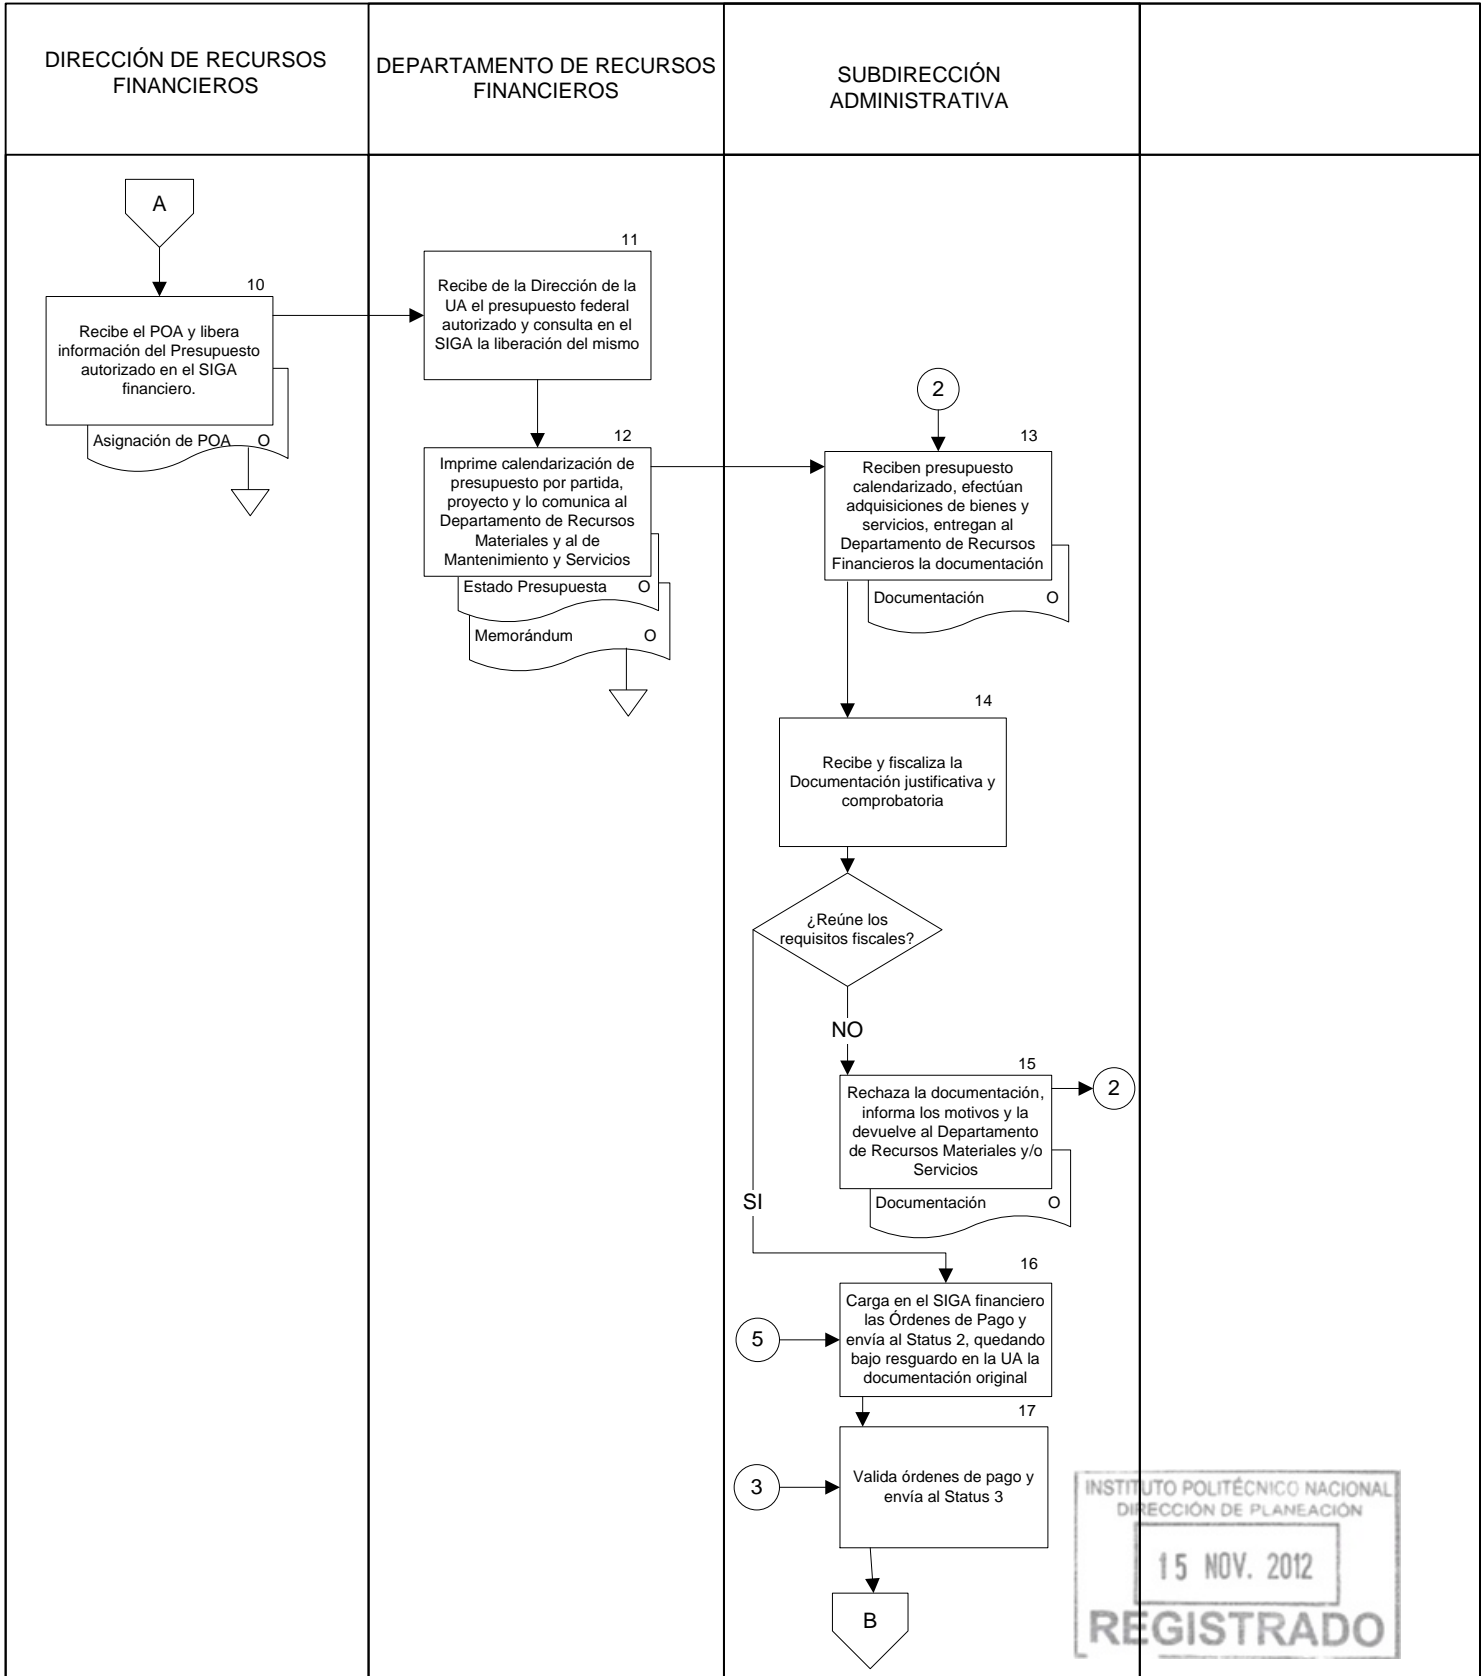 DIRECCIÓN DE RECURSOS
FINANCIEROS
DEPARTAMENTO DE RECURSOS
FINANCIEROS
SUBDIRECCIÓN
ADMINISTRATIVA
A
10
Recibe el POA y libera
información del Presupuesto
autorizado en el SIGA
financiero.
Asignación de POA O
11
Recibe de la Dirección de la
UA el presupuesto federal
autorizado y consulta en el
SIGA la liberación del mismo
12
Imprime calendarización de
presupuesto por partida,
proyecto y lo comunica al
Departamento de Recursos
Materiales y al de
Mantenimiento y Servicios
Estado Presupuesta O
Memorándum O
2
13
Reciben presupuesto
calendarizado, efectúan
adquisiciones de bienes y
servicios, entregan al
Departamento de Recursos
Financieros la documentación
Documentación O
14
Recibe y fiscaliza la
Documentación justificativa y
comprobatoria
¿Reúne los
requisitos fiscales?
NO
15
Rechaza la documentación,
informa los motivos y la
devuelve al Departamento
de Recursos Materiales y/o
Servicios
2
Documentación O
SI
16
Carga en el SIGA financiero
las Órdenes de Pago y
envía al Status 2, quedando
bajo resguardo en la UA la
documentación original
5
17
Valida órdenes de pago y
envía al Status 3
3
B
INSTITUTO POLITÉCNICO NACIONAL
DIRECCIÓN DE PLANEACIÓN
15 NOV. 2012
REGISTRADO